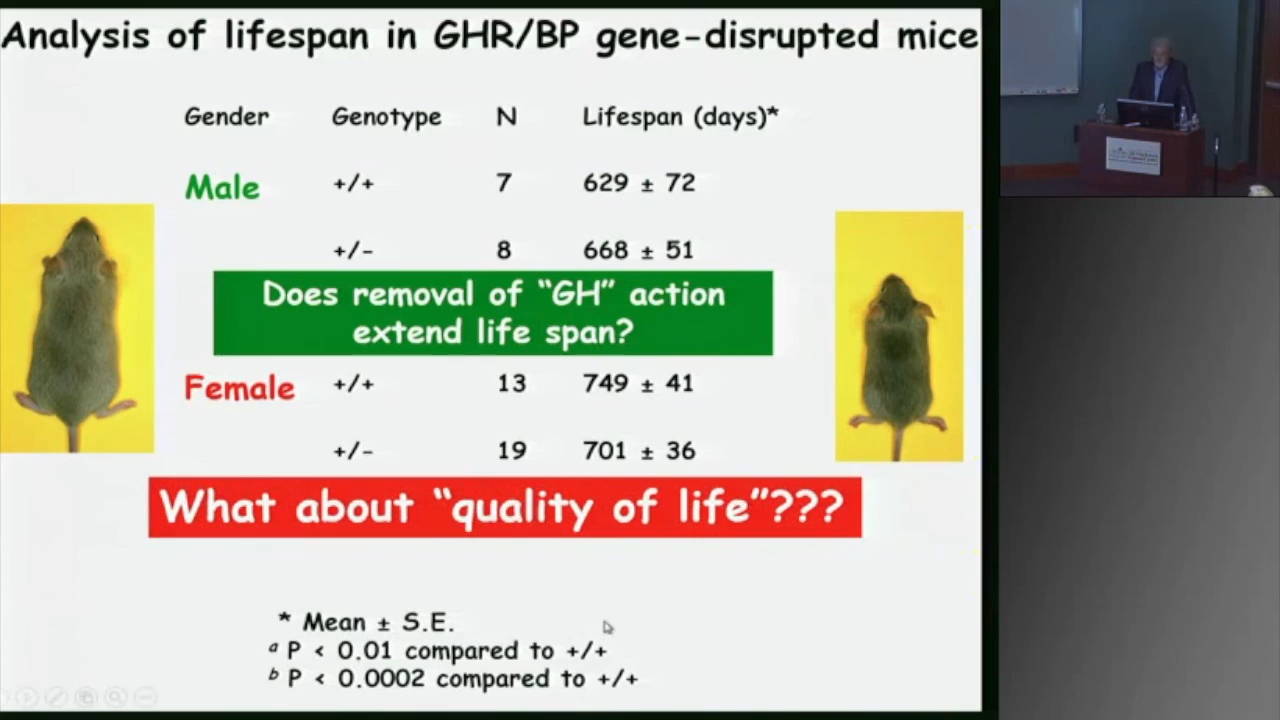 Analysis of lifespan in GHR/BP gene-disrupted mice
Gender Genotype N Lifespan (days)*
Male +/+ 7 629 ± 72
+/- 8 668 ± 51
Does removal of “GH” action
extend life span?
Female +/+ 13 749 ± 41
+/- 19 701 ± 36
What about “quality of life”???
* Mean ± S.E.
a P < 0.01 compared to +/+
b P < 0.0002 compared to +/+